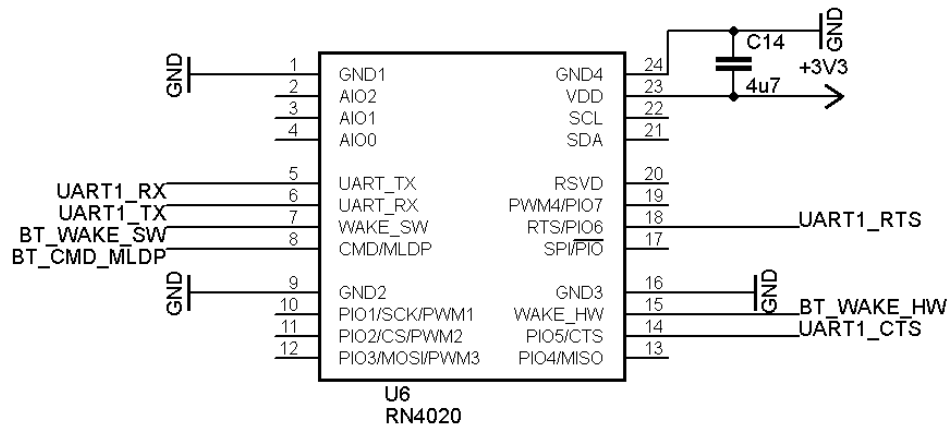 GND
1 GND1
2 AIO2
3 AIO1
4 AIO0
UART1_RX 5 UART_TX
UART1_TX 6 UART_RX
BT_WAKE_SW 7 WAKE_SW
BT_CMD_MLDP 8 CMD/MLDP
GND 9 GND2
10 PIO1/SCK/PWM1
11 PIO2/CS/PWM2
12 PIO3/MOSI/PWM3
GND4 24
VDD 23
SCL 22
SDA 21
RSVD 20
PWM4/PIO7 19
RTS/PIO6 18 UART1_RTS
SPI/PIO 17
GND3 16 GND
WAKE_HW 15 BT_WAKE_HW
PIO5/CTS 14 UART1_CTS
PIO4/MISO 13
C14
4u7
GND
+3V3
U6
RN4020